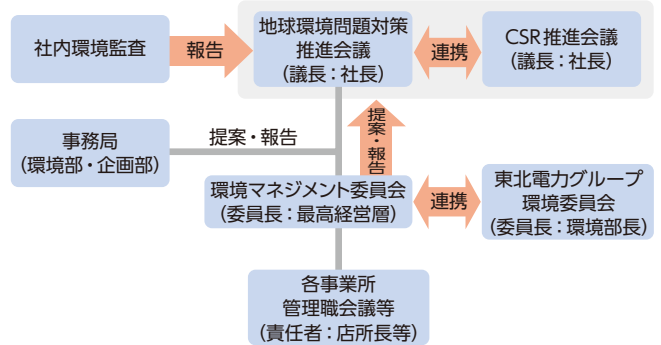 社内環境監査
報告
地球環境問題対策
推進会議
(議長：社長)
連携
CSR推進会議
(議長：社長)
事務局
(環境部・企画部)
提案・報告
提案・報告
環境マネジメント委員会
(委員長：最高経営層)
連携
東北電力グループ
環境委員会
(委員長：環境部長)
各事業所
管理職会議等
(責任者：店所長等)